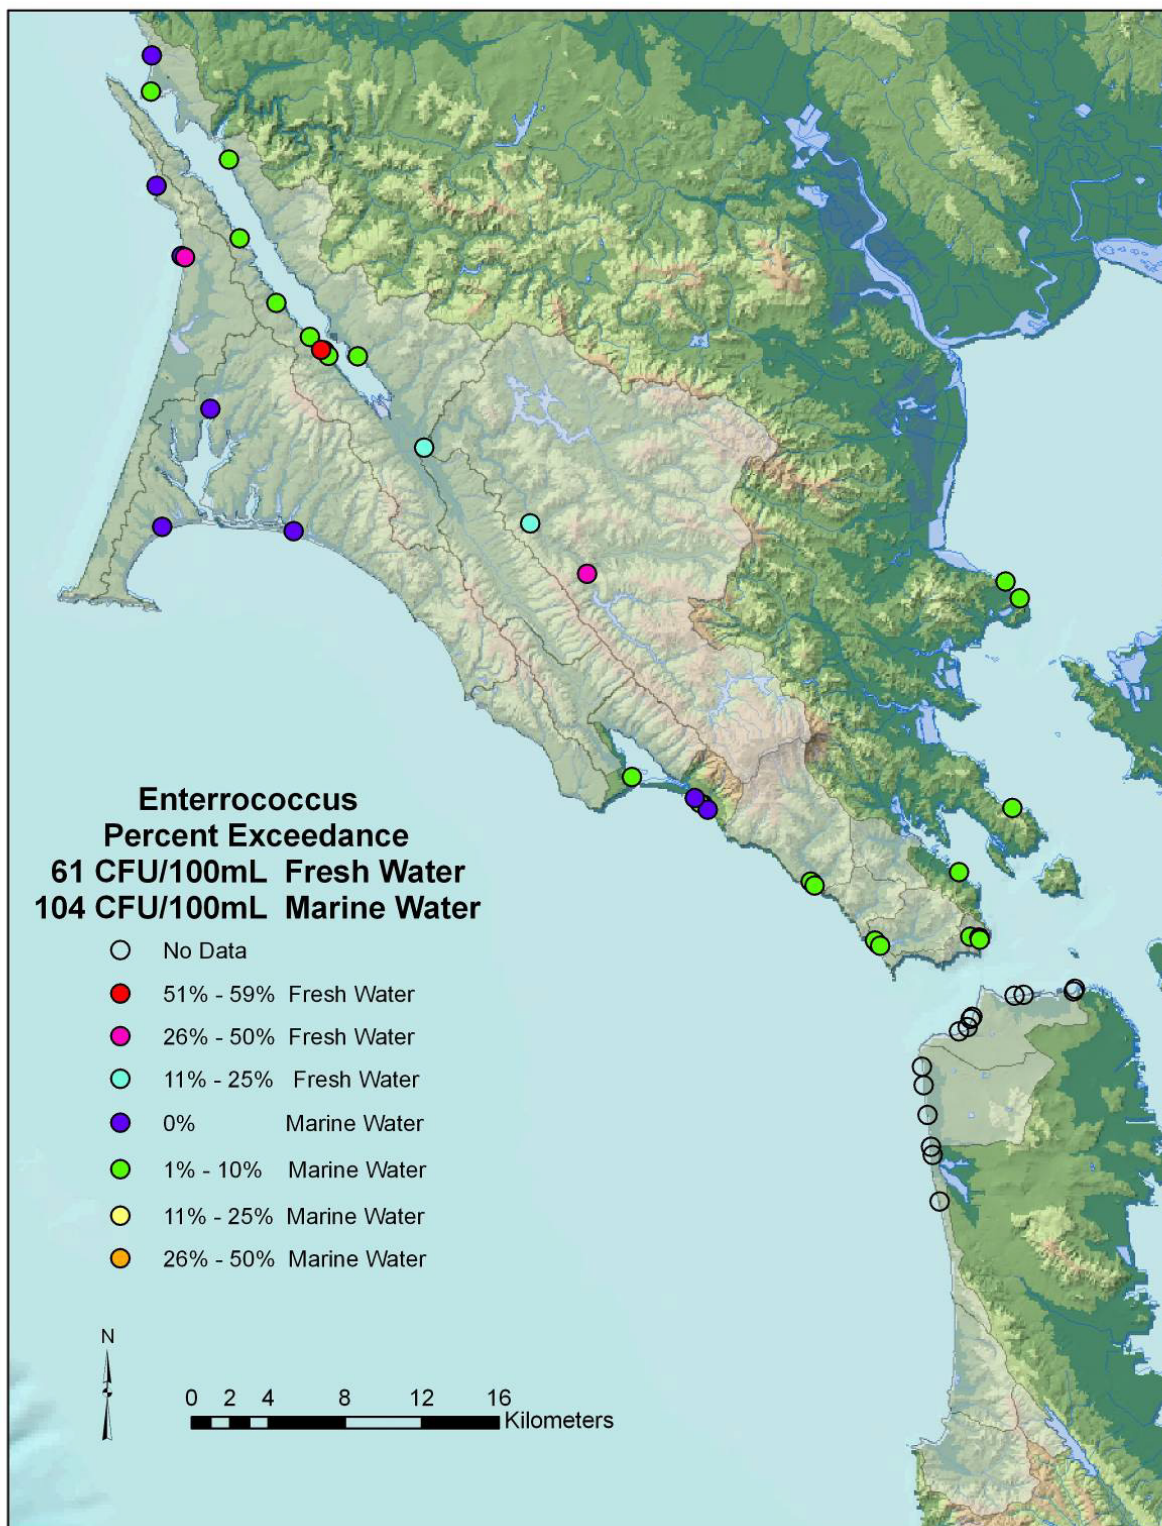 Enterrococcus
Percent Exceedance
61 CFU/100mL Fresh Water
104 CFU/100mL Marine Water
No Data
51% - 59% Fresh Water
26% - 50% Fresh Water
11% - 25% Fresh Water
0% Marine Water
1% - 10% Marine Water
11% - 25% Marine Water
26% - 50% Marine Water
N
0 2 4 8 12 16
Kilometers